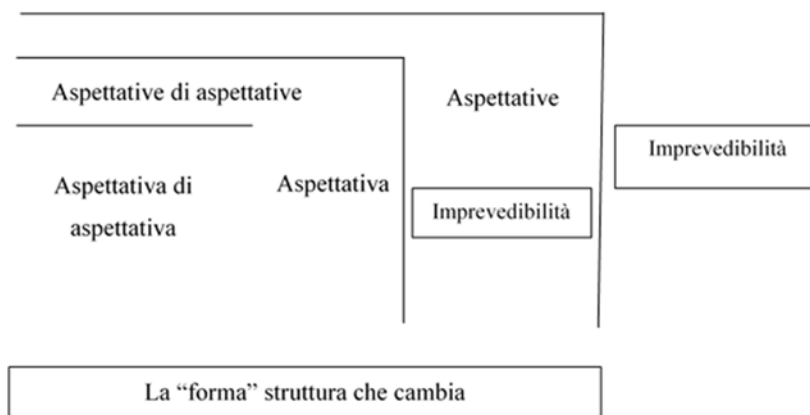 Aspettative di aspettative
Aspettative
Imprevedibilità
Aspettativa di
aspettativa
Aspettativa
Imprevedibilità
La “forma” struttura che cambia